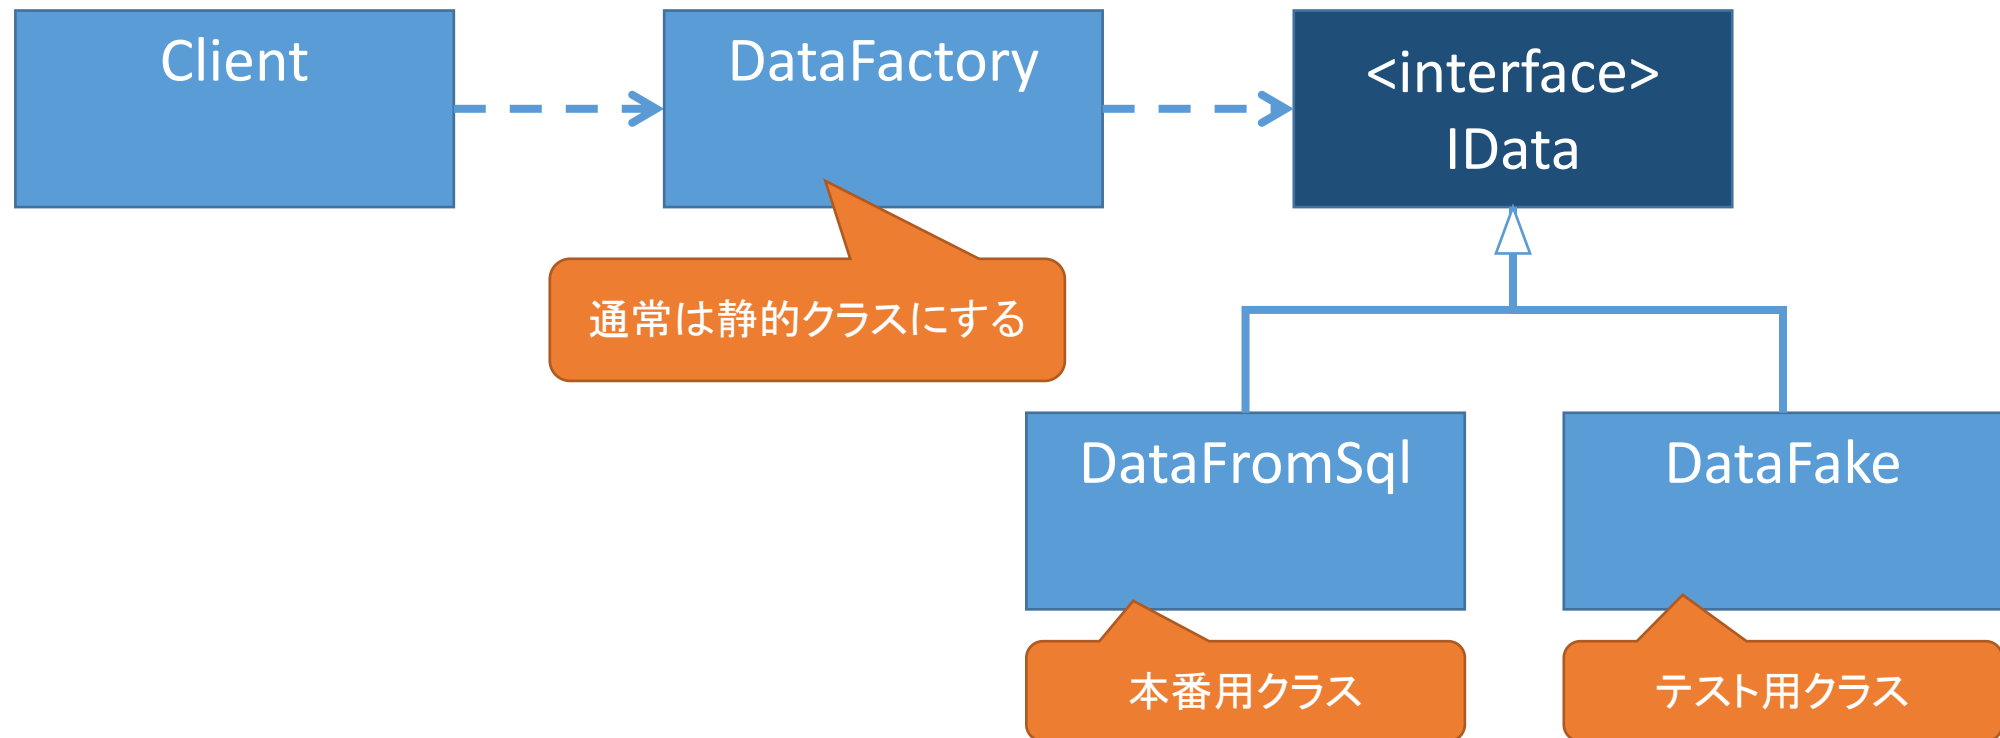 Client
DataFactory
<interface>
IData
通常は静的クラスにする
DataFromSql
DataFake
本番用クラス
テスト用クラス